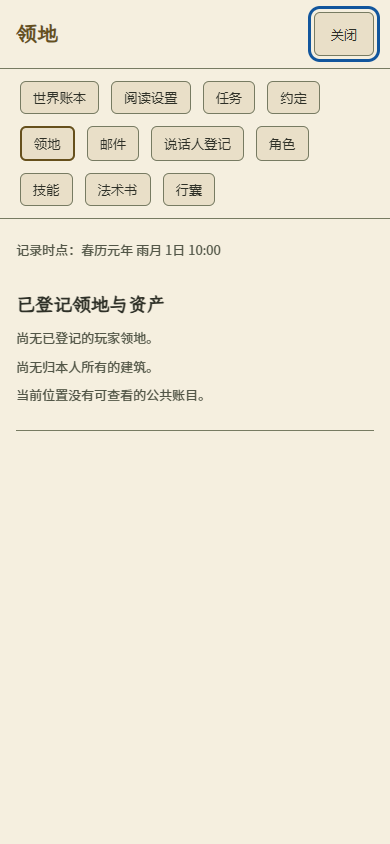 领地
关闭
世界账本 阅读设置 任务 约定
领地 邮件 说话人登记 角色
技能 法术书 行囊
记录时点：春历元年 雨月 1日 10:00
已登记领地与资产
尚无已登记的玩家领地。
尚无归本人所有的建筑。
当前位置没有可查看的公共账目。